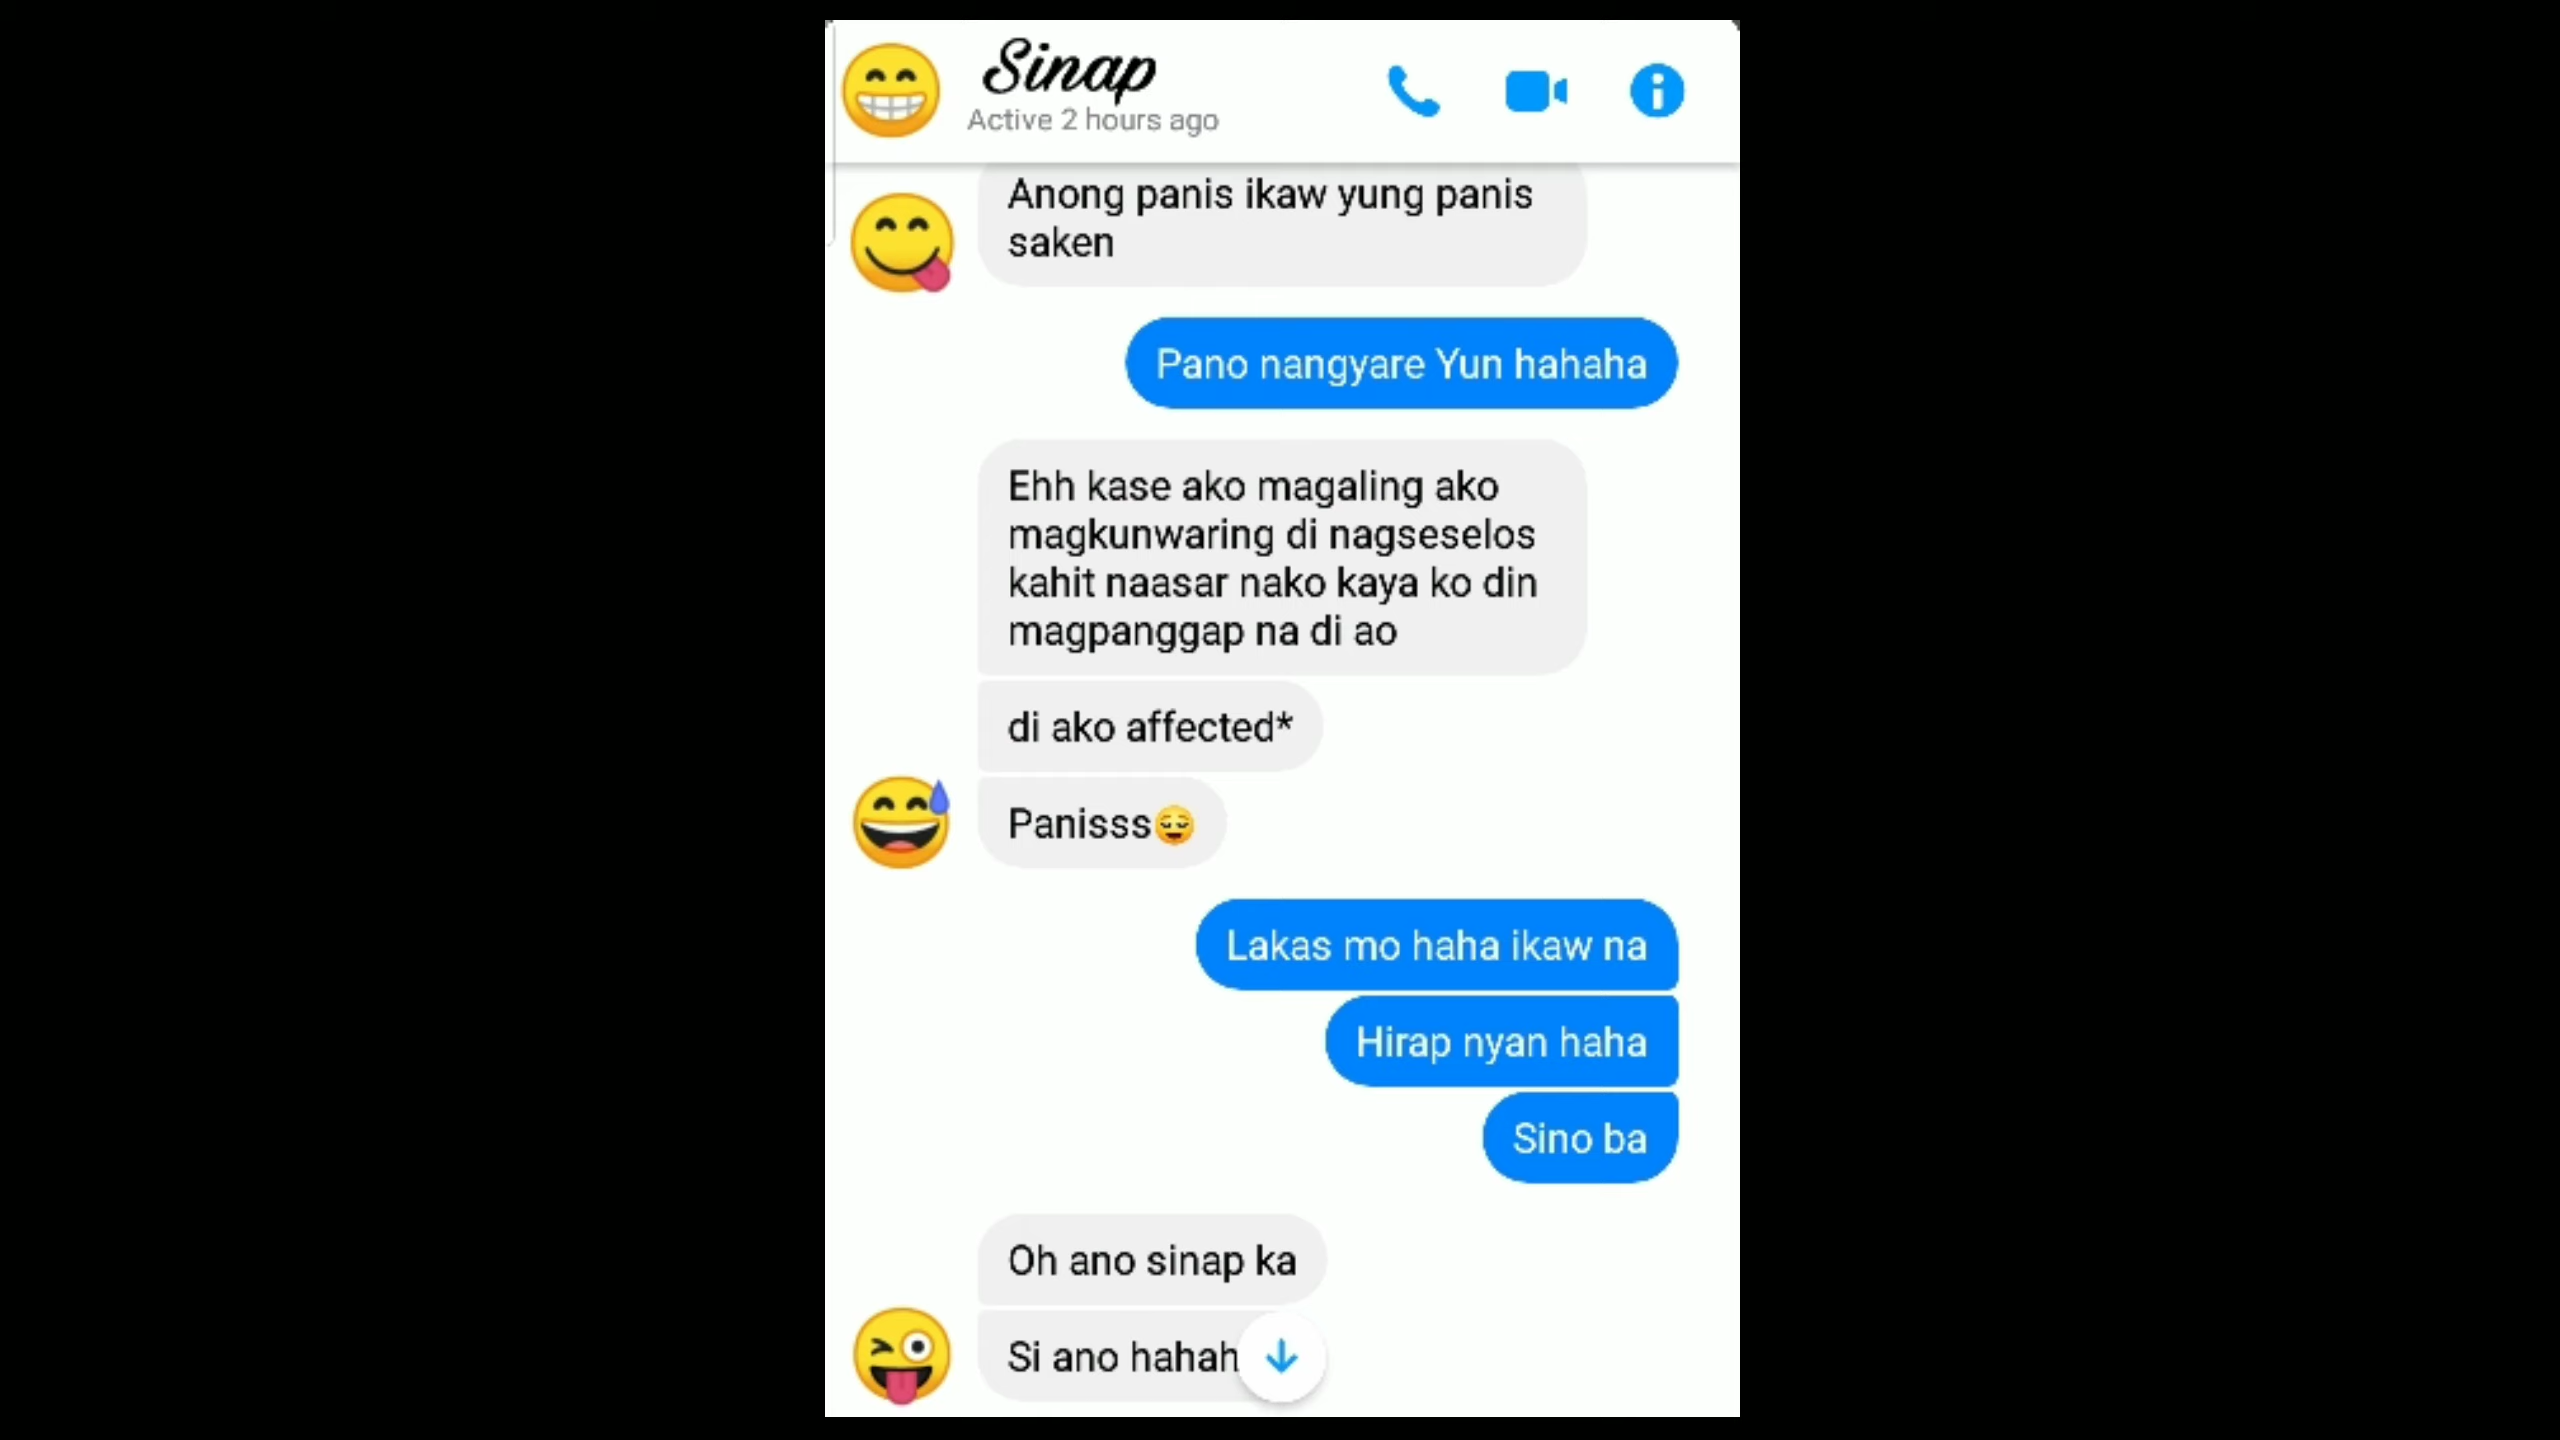 Sinap
Active 2 hours ago
Anong panis ikaw yung panis
saken
Pano nangyare Yun hahaha
Ehh kase ako magaling ako
magkunwaring di nagseselos
kahit naasar nako kaya ko din
magpanggap na di ao
di ako affected*
Panisss😌
Lakas mo haha ikaw na
Hirap nyan haha
Sino ba
Oh ano sinap ka
Si ano hahah